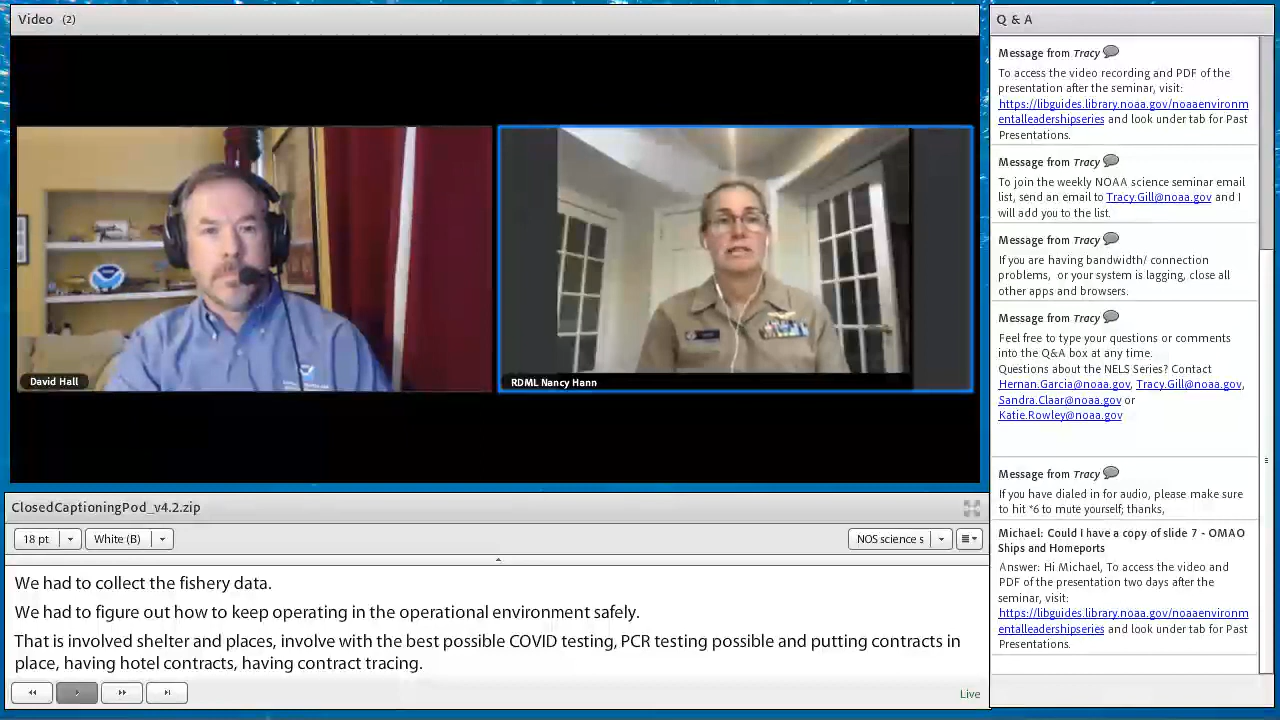 Video (2)
David Hall
RDML Nancy Hann
ClosedCaptioningPod_v4.2.zip
18 pt
White (B)
NOS science s
We had to collect the fishery data.
We had to figure out how to keep operating in the operational environment safely.
That is involved shelter and places, involve with the best possible COVID testing, PCR testing possible and putting contracts in
place, having hotel contracts, having contract tracing.
Live
Q & A
Message from Tracy
To access the video recording and PDF of the
presentation after the seminar, visit:
https://libguides.library.noaa.gov/noaaenvironm
entalleadershipseries and look under tab for Past
Presentations.
Message from Tracy
To join the weekly NOAA science seminar email
list, send an email to Tracy.Gill@noaa.gov and I
will add you to the list.
Message from Tracy
If you are having bandwidth/ connection
problems, or your system is lagging, close all
other apps and browsers.
Message from Tracy
Feel free to type your questions or comments
into the Q&A box at any time.
Questions about the NELS Series? Contact
Hernan.Garcia@noaa.gov, Tracy.Gill@noaa.gov,
Sandra.Claar@noaa.gov or
Katie.Rowley@noaa.gov
Message from Tracy
If you have dialed in for audio, please make sure
to hit *6 to mute yourself; thanks,
Michael: Could I have a copy of slide 7 - OMAO
Ships and Homeports
Answer: Hi Michael, To access the video and
PDF of the presentation two days after the
seminar, visit:
https://libguides.library.noaa.gov/noaaenvironm
entalleadershipseries and look under tab for Past
Presentations.